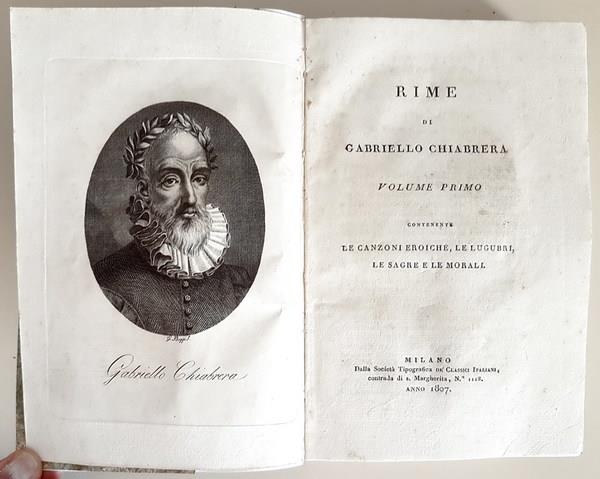 Gabriello Chiabrera
RIME
DI
GABRIELLO CHIABRERA
VOLUME PRIMO
CONTENENTE
LE CANZONI EROICHE, LE LUGUBRI,
LE SAGRE E LE MORALI.
MILANO
Dalla Società Tipografica DE' CLASSICI ITALIANI,
contrada di s. Margherita, N.° 1118.
ANNO 1807.